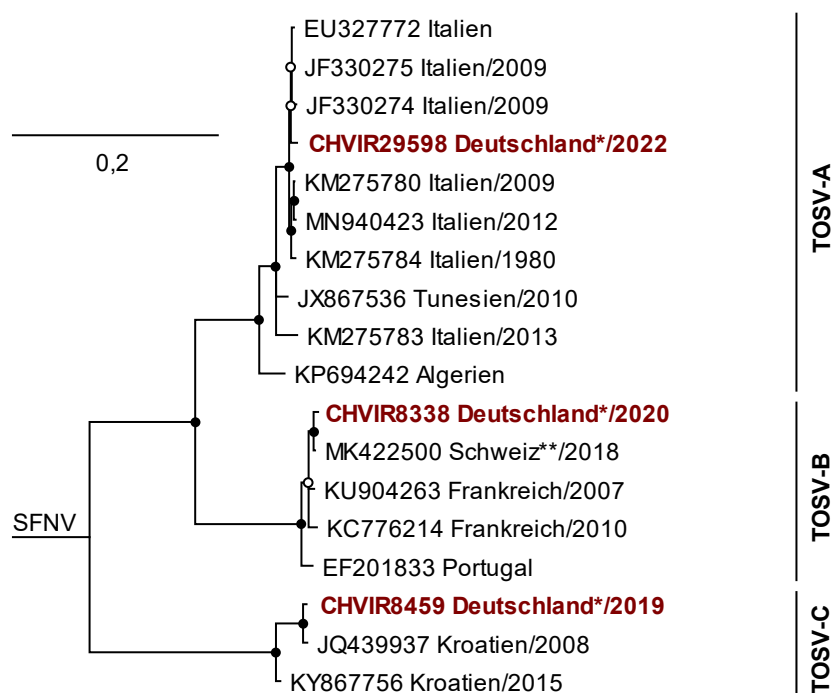 EU327772 Italien
JF330275 Italien/2009
JF330274 Italien/2009
0,2
CHVIR29598 Deutschland*/2022
KM275780 Italien/2009
MN940423 Italien/2012
KM275784 Italien/1980
JX867536 Tunesien/2010
KM275783 Italien/2013
KP694242 Algerien
TOSV-A
CHVIR8338 Deutschland*/2020
MK422500 Schweiz**/2018
KU904263 Frankreich/2007
KC776214 Frankreich/2010
EF201833 Portugal
TOSV-B
SFNV
CHVIR8459 Deutschland*/2019
JQ439937 Kroatien/2008
KY867756 Kroatien/2015
TOSV-C